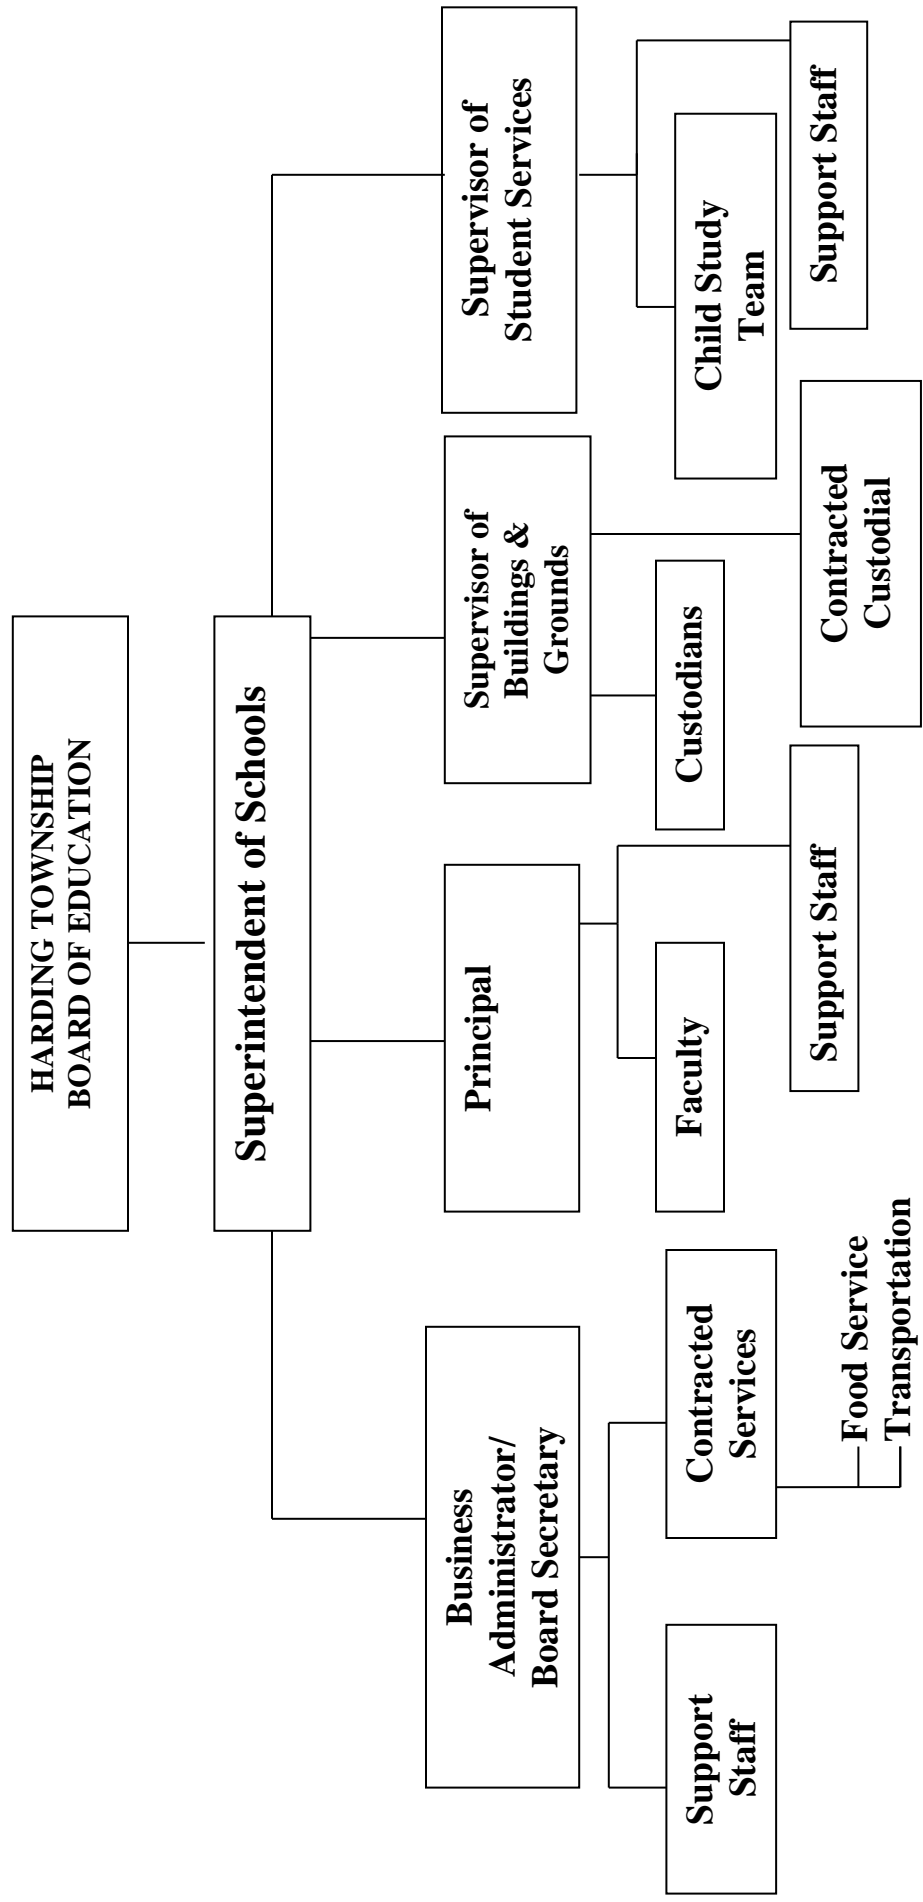 HARDING TOWNSHIP
BOARD OF EDUCATION
Superintendent of Schools
Business
Administrator/
Board Secretary
Principal
Supervisor of
Buildings &
Grounds
Supervisor of
Student Services
Support
Staff
Contracted
Services
Faculty
Custodians
Child Study
Team
Food Service
Transportation
Support Staff
Contracted
Custodial
Support Staff